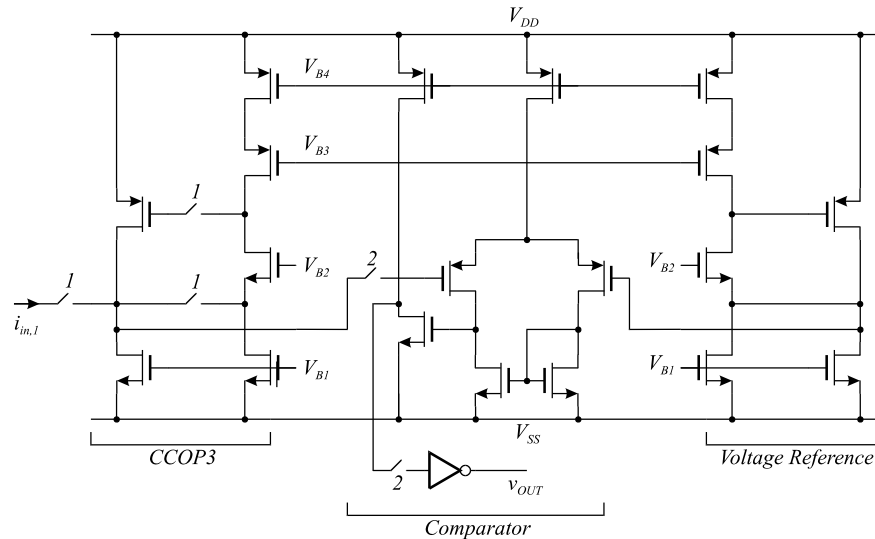 V_DD
V_B4
V_B3
1
V_B2
2
V_B2
1
1
i_in,1
V_B1
V_B1
V_SS
CCOP3
Voltage Reference
2
v_OUT
Comparator